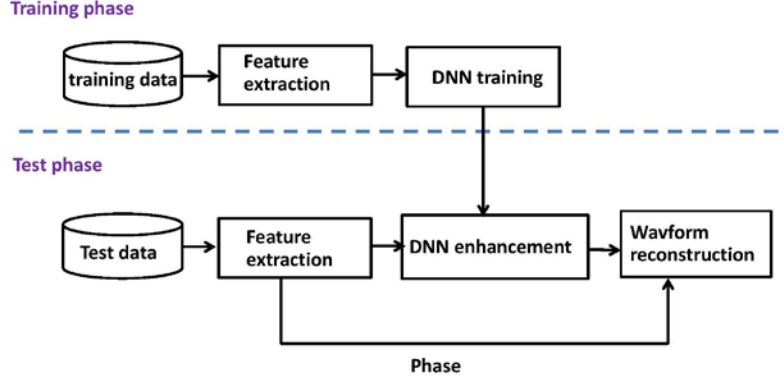 Training phase
training data
Feature
extraction
DNN training
Test phase
Test data
Feature
extraction
DNN enhancement
Wavform
reconstruction
Phase